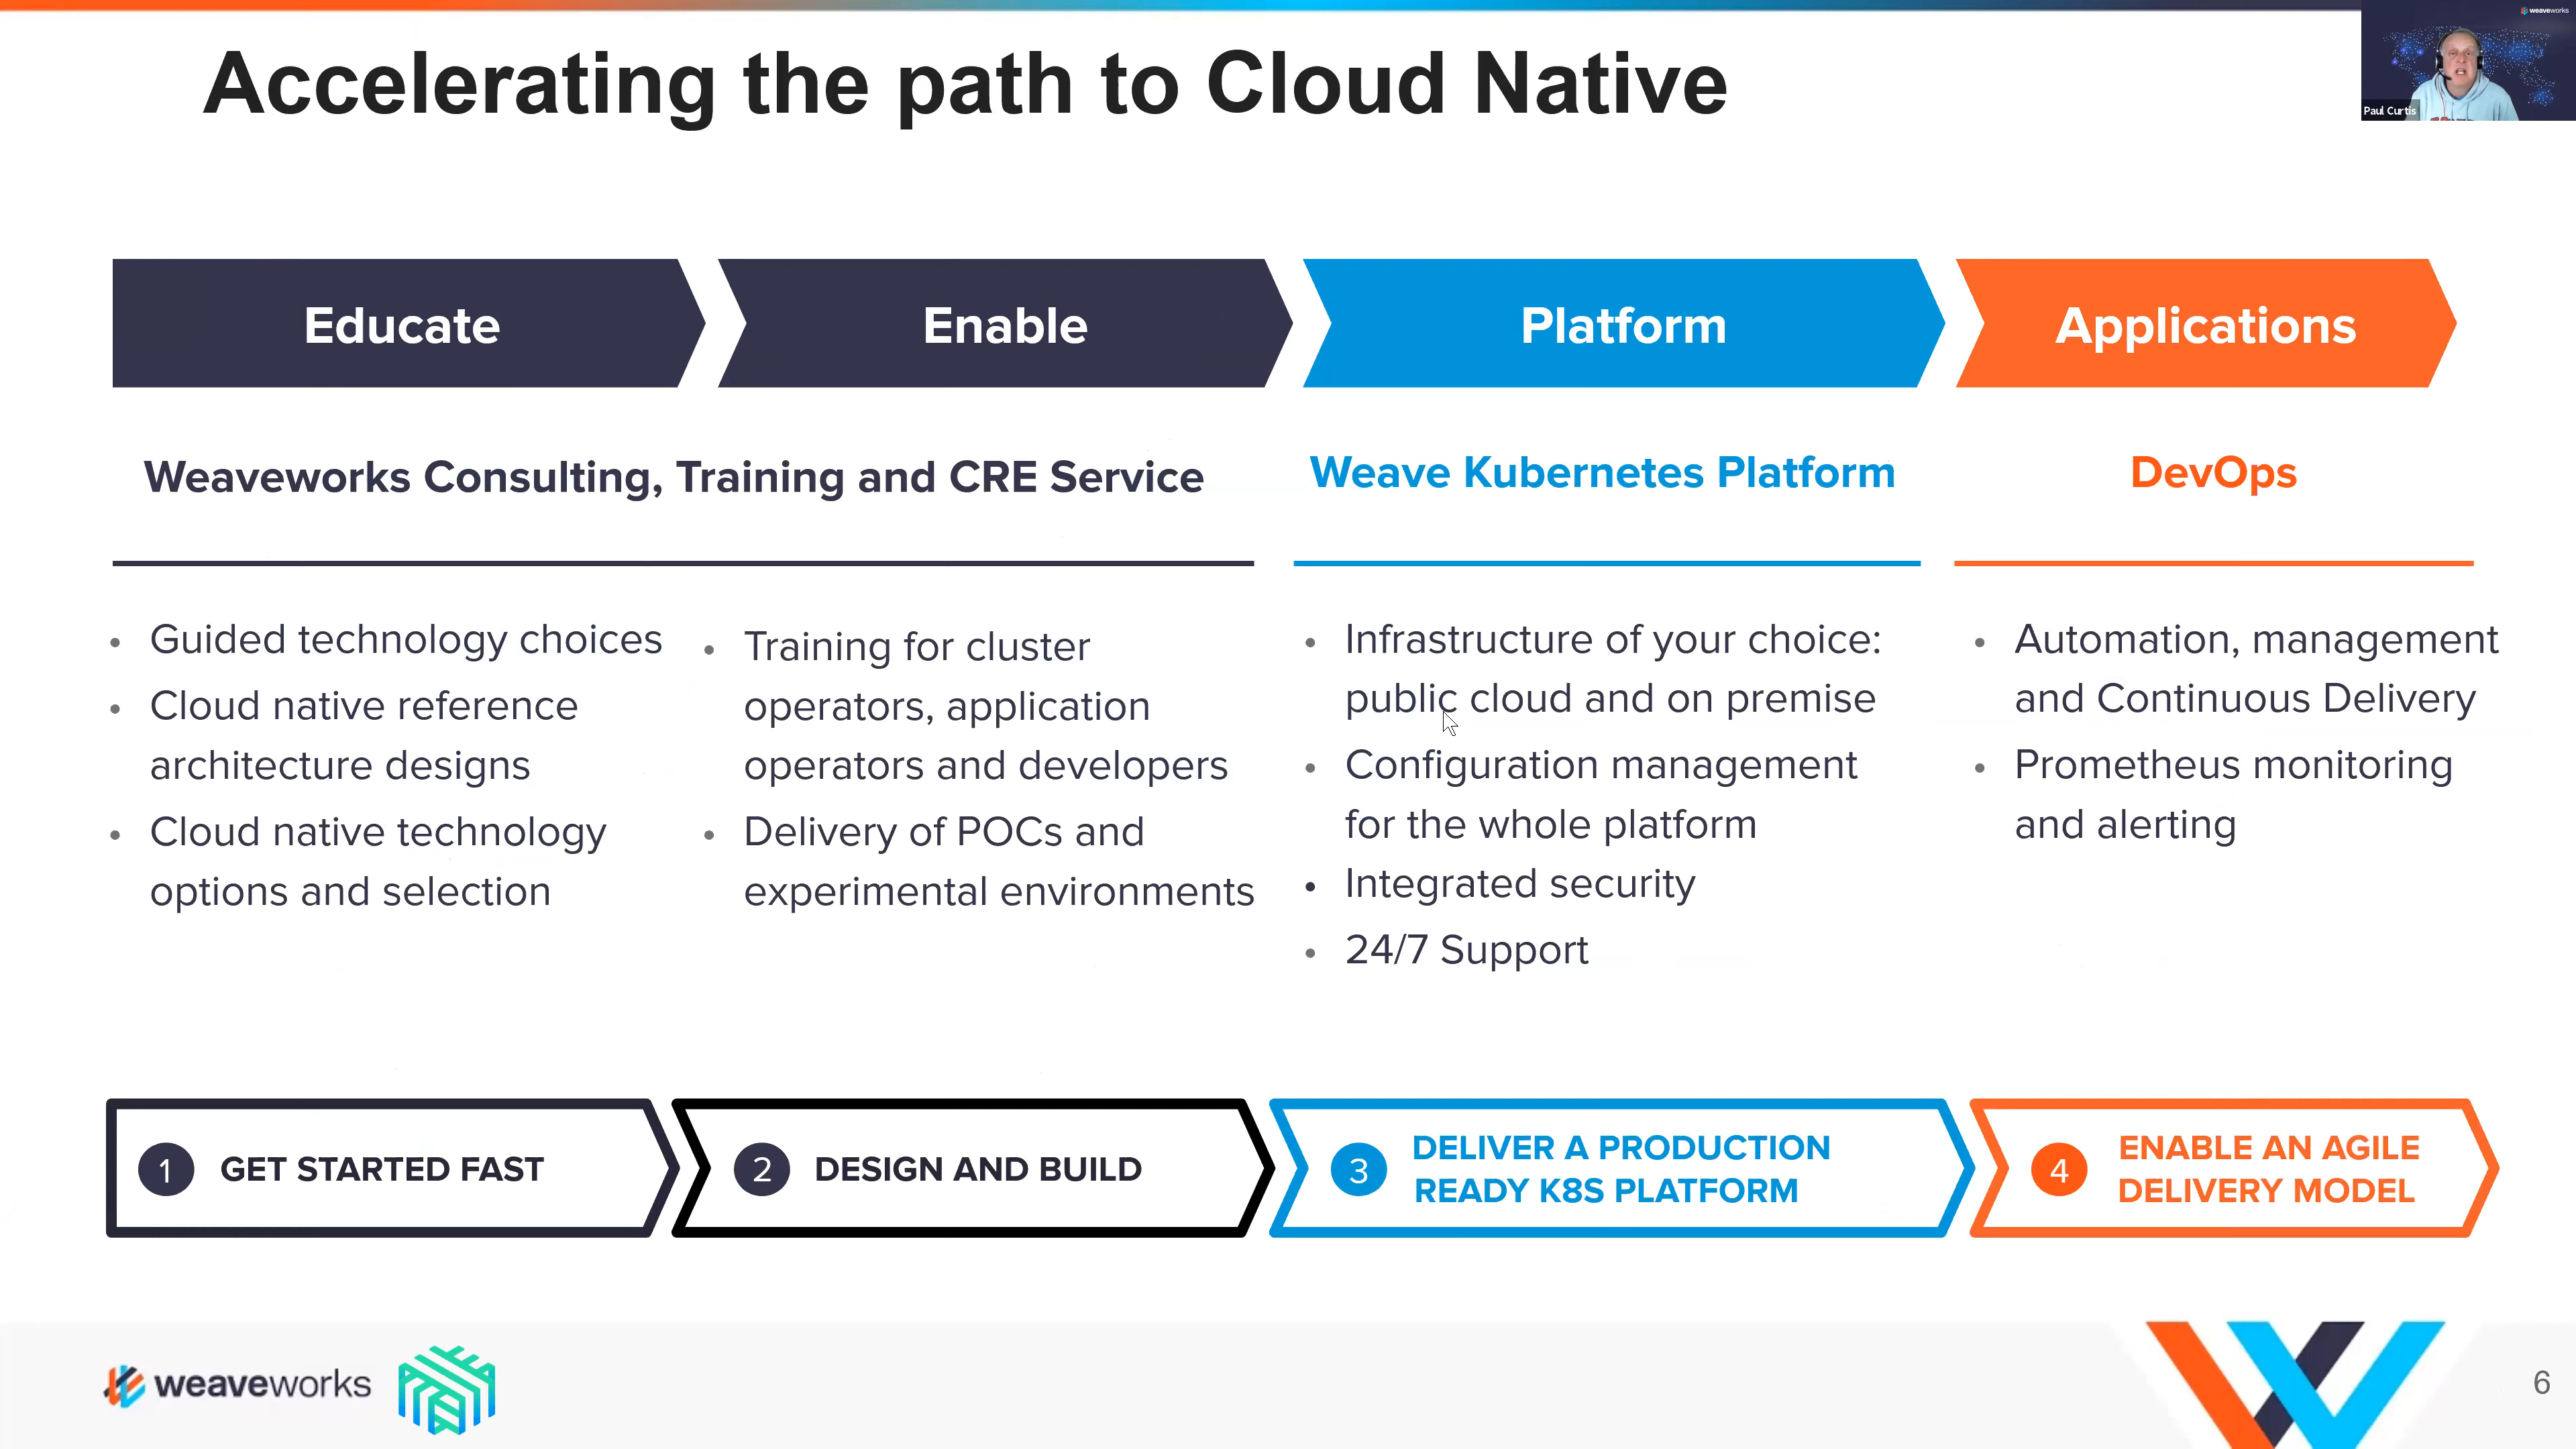 Accelerating the path to Cloud Native
weaveworks
Paul Curtis
Educate
Enable
Platform
Applications
Weaveworks Consulting, Training and CRE Service
Weave Kubernetes Platform
DevOps
• Guided technology choices
• Cloud native reference
architecture designs
• Cloud native technology
options and selection
• Training for cluster
operators, application
operators and developers
• Delivery of POCs and
experimental environments
• Infrastructure of your choice:
public cloud and on premise
• Configuration management
for the whole platform
• Integrated security
• 24/7 Support
• Automation, management
and Continuous Delivery
• Prometheus monitoring
and alerting
1 GET STARTED FAST
2 DESIGN AND BUILD
3 DELIVER A PRODUCTION
READY K8S PLATFORM
4 ENABLE AN AGILE
DELIVERY MODEL
weaveworks
6